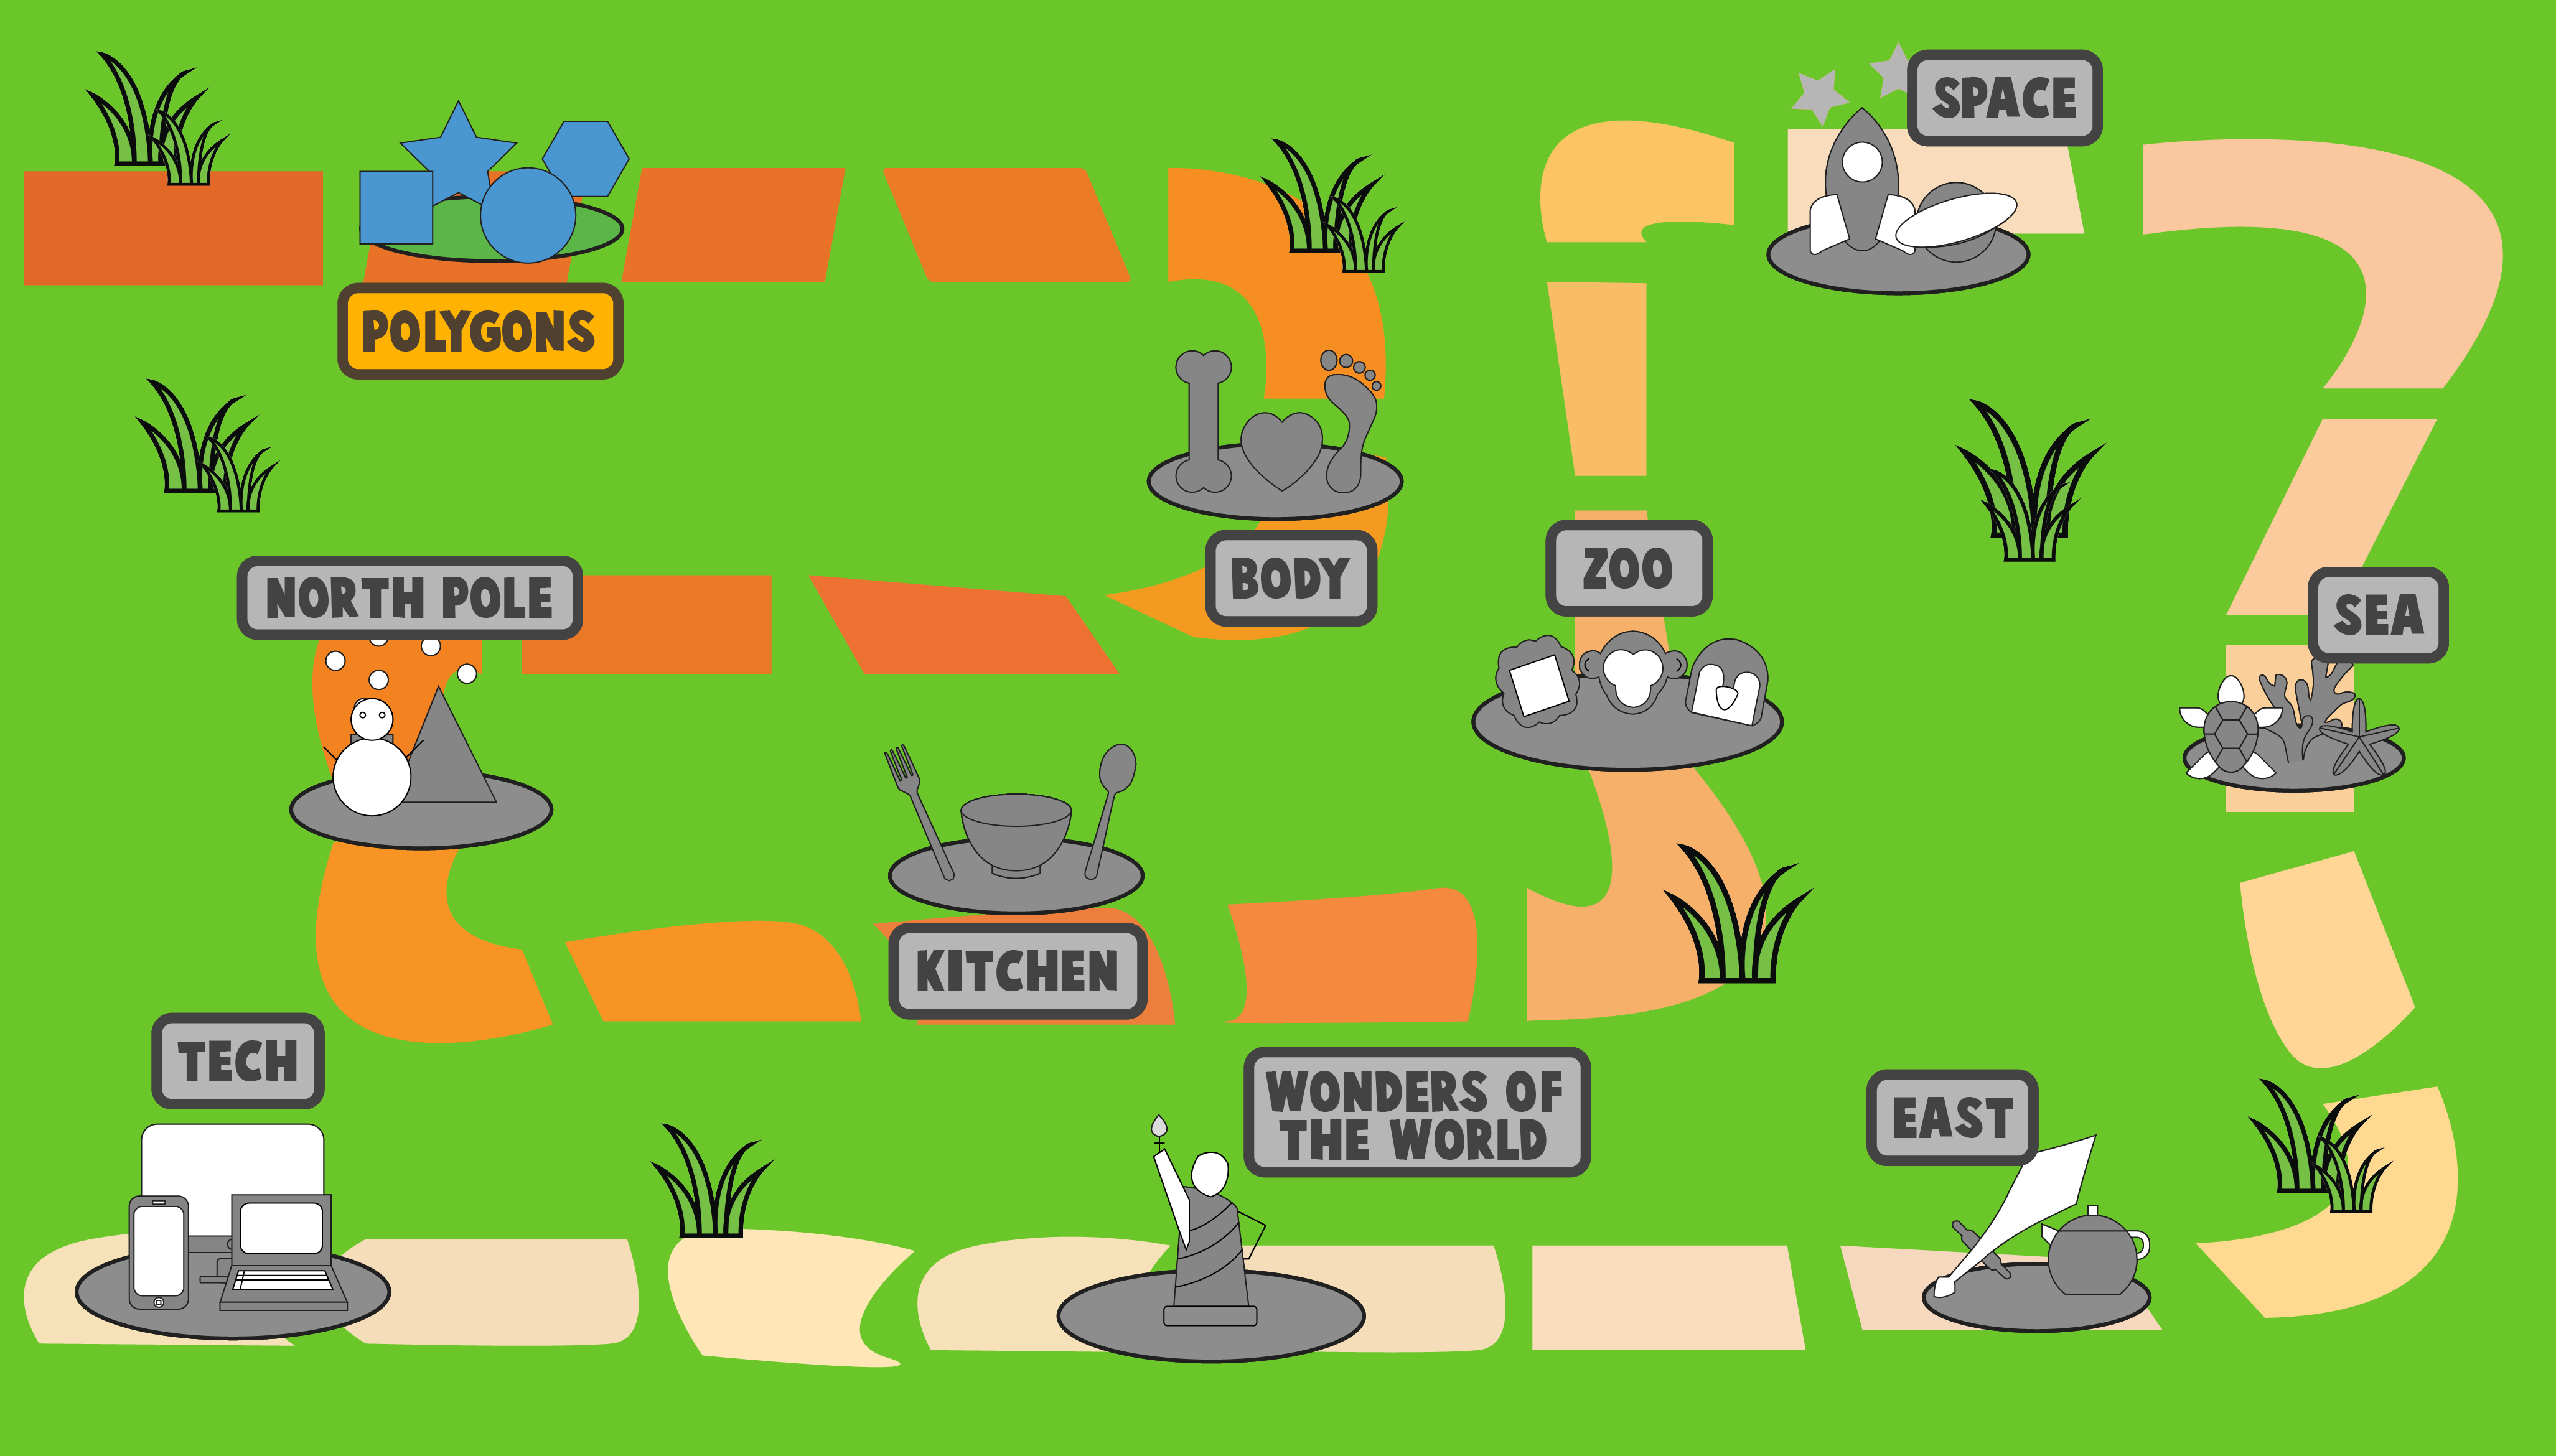 SPACE
POLYGONS
BODY
ZOO
NORTH POLE
SEA
KITCHEN
TECH
WONDERS OF
THE WORLD
EAST